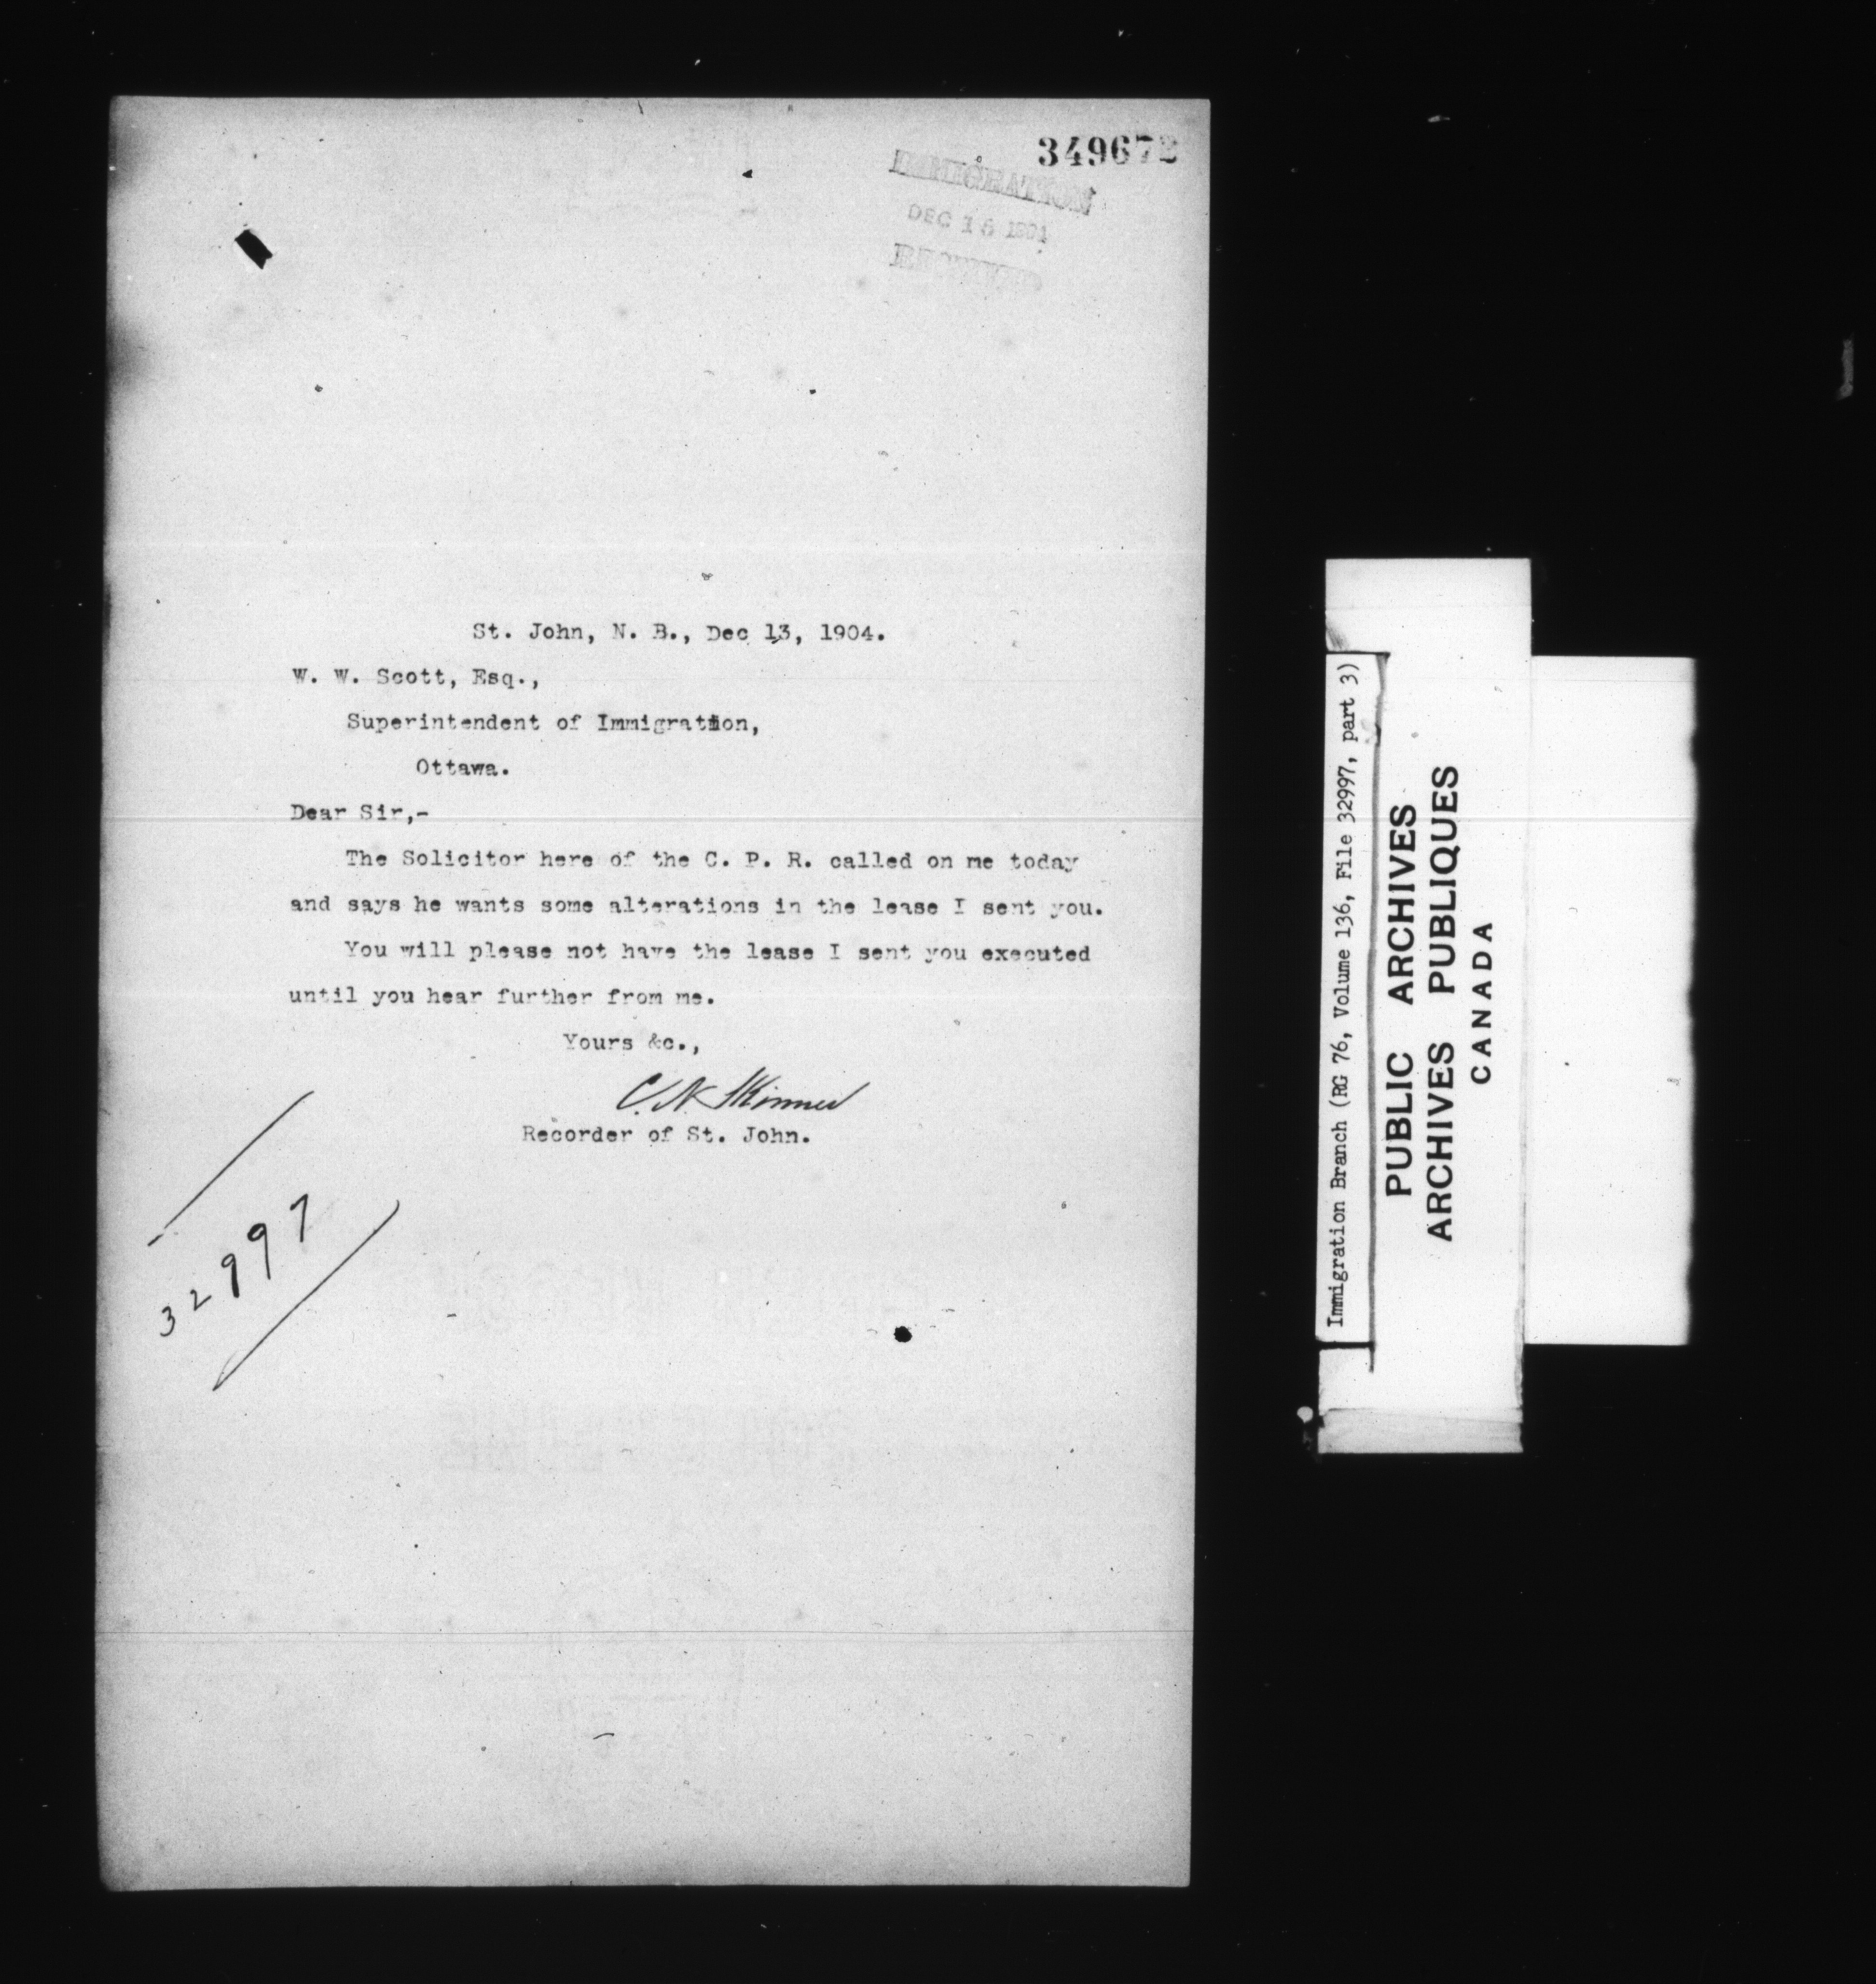 349672
IMMIGRATION
DEC 16 1904
RECEIVED
St. John, N. B., Dec 13, 1904.
W. W. Scott, Esq.,
Superintendent of Immigration,
Ottawa.
Dear Sir,-
The Solicitor here of the C. P. R. called on me today
and says he wants some alterations in the lease I sent you.
You will please not have the lease I sent you executed
until you hear further from me.
Yours &c.,
C. N. Skinner
Recorder of St. John.
32997
Immigration Branch (RG 76, Volume 136, File 32997, part 3)
PUBLIC ARCHIVES
ARCHIVES PUBLIQUES
CANADA